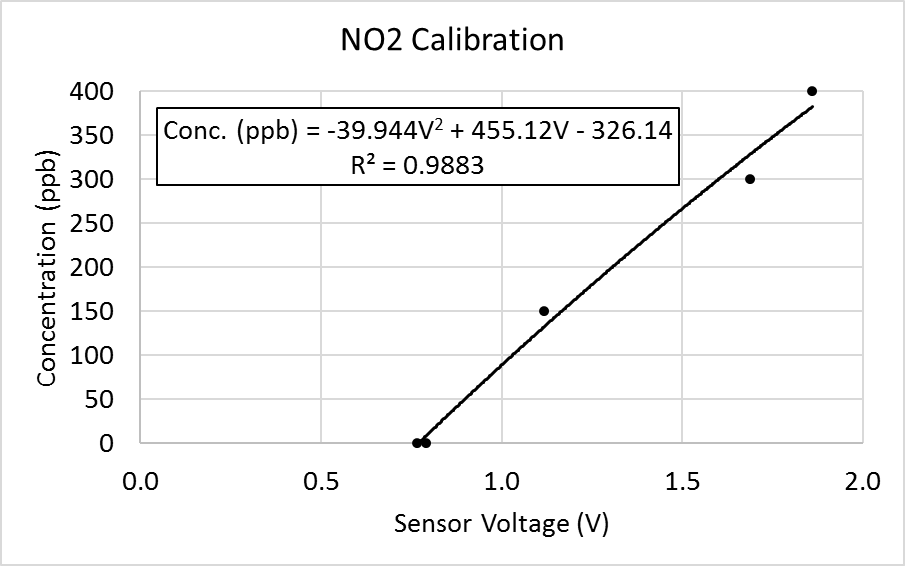 NO2 Calibration
Conc. (ppb) = -39.944V² + 455.12V - 326.14
R² = 0.9883
Concentration (ppb)
400
350
300
250
200
150
100
50
0
0.0 0.5 1.0 1.5 2.0
Sensor Voltage (V)